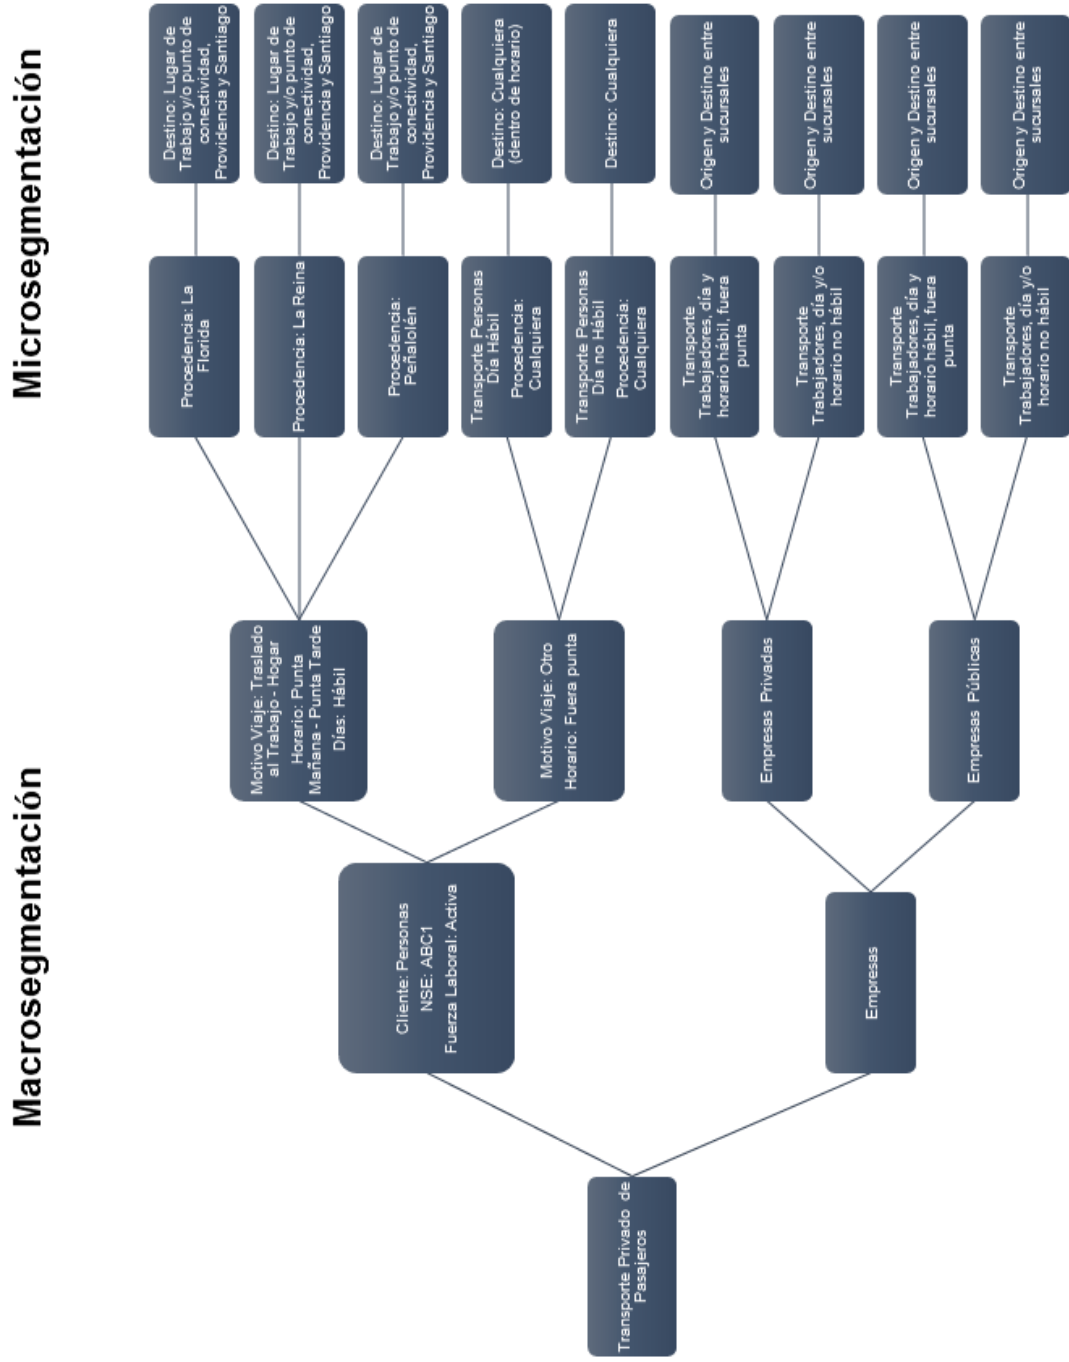 Macrosegmentación
Microsegmentación
Transporte Privado de
Pasajeros
Cliente: Personas
NSE: ABC1
Fuerza Laboral: Activa
Empresas
Motivo Viaje: Traslado
al Trabajo - Hogar
Horario: Punta
Mañana - Punta Tarde
Días: Hábil
Motivo Viaje: Otro
Horario: Fuera punta
Empresas Privadas
Empresas Públicas
Procedencia: La
Florida
Procedencia: La Reina
Procedencia:
Peñalolén
Transporte Personas
Día Hábil
Procedencia:
Cualquiera
Transporte Personas
Día no Hábil
Procedencia:
Cualquiera
Transporte
Trabajadores, día y
horario hábil, fuera
punta
Transporte
Trabajadores, día y/o
horario no hábil
Transporte
Trabajadores, día y
horario hábil, fuera
punta
Transporte
Trabajadores, día y/o
horario no hábil
Destino: Lugar de
Trabajo y/o punto de
conectividad,
Providencia y Santiago
Destino: Lugar de
Trabajo y/o punto de
conectividad,
Providencia y Santiago
Destino: Lugar de
Trabajo y/o punto de
conectividad,
Providencia y Santiago
Destino: Cualquiera
(dentro de horario)
Destino: Cualquiera
Origen y Destino entre
sucursales
Origen y Destino entre
sucursales
Origen y Destino entre
sucursales
Origen y Destino entre
sucursales